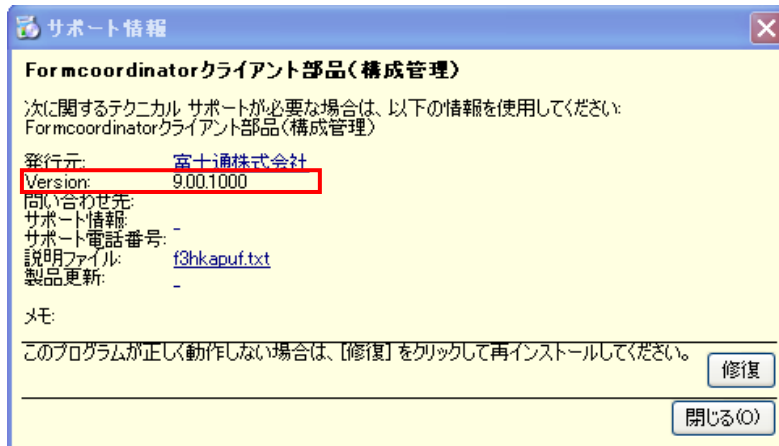 サポート情報
Formcoordinatorクライアント部品(構成管理)
次に関するテクニカル サポートが必要な場合は、以下の情報を使用してください:
Formcoordinatorクライアント部品(構成管理)
発行元: 富士通株式会社
Version: 9.00.1000
問い合わせ先:
サポート情報:
サポート電話番号:
説明ファイル: f3hkapuf.txt
製品更新:
メモ:
このプログラムが正しく動作しない場合は、[修復] をクリックして再インストールしてください。
修復
閉じる(O)